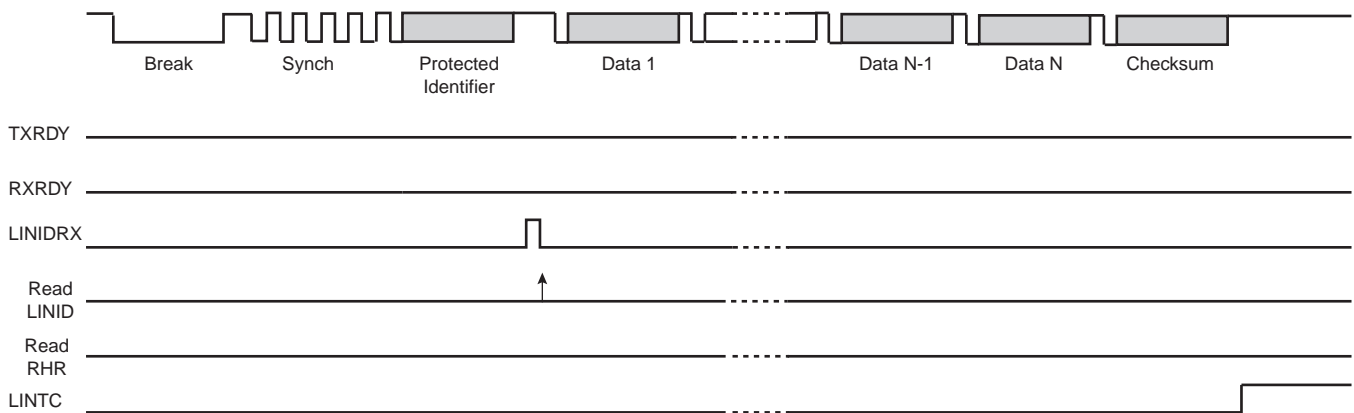 Break
Synch
Protected
Identifier
Data 1
Data N-1
Data N
Checksum
TXRDY
RXRDY
LINIDRX
Read
LINID
Read
RHR
LINTC